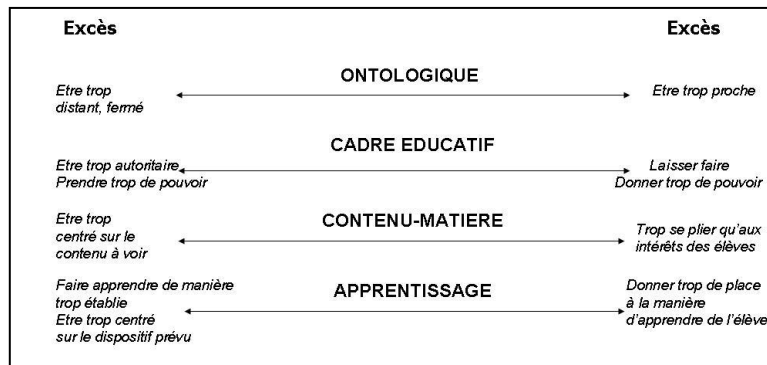 Excès
Excès
ONTOLOGIQUE
Etre trop
distant, fermé
Etre trop proche
CADRE EDUCATIF
Etre trop autoritaire
Prendre trop de pouvoir
Laisser faire
Donner trop de pouvoir
CONTENU-MATIERE
Etre trop
centré sur le
contenu à voir
Trop se plier qu'aux
intérêts des élèves
APPRENTISSAGE
Faire apprendre de manière
trop établie
Etre trop centré
sur le dispositif prévu
Donner trop de place
à la manière
d'apprendre de l'élève